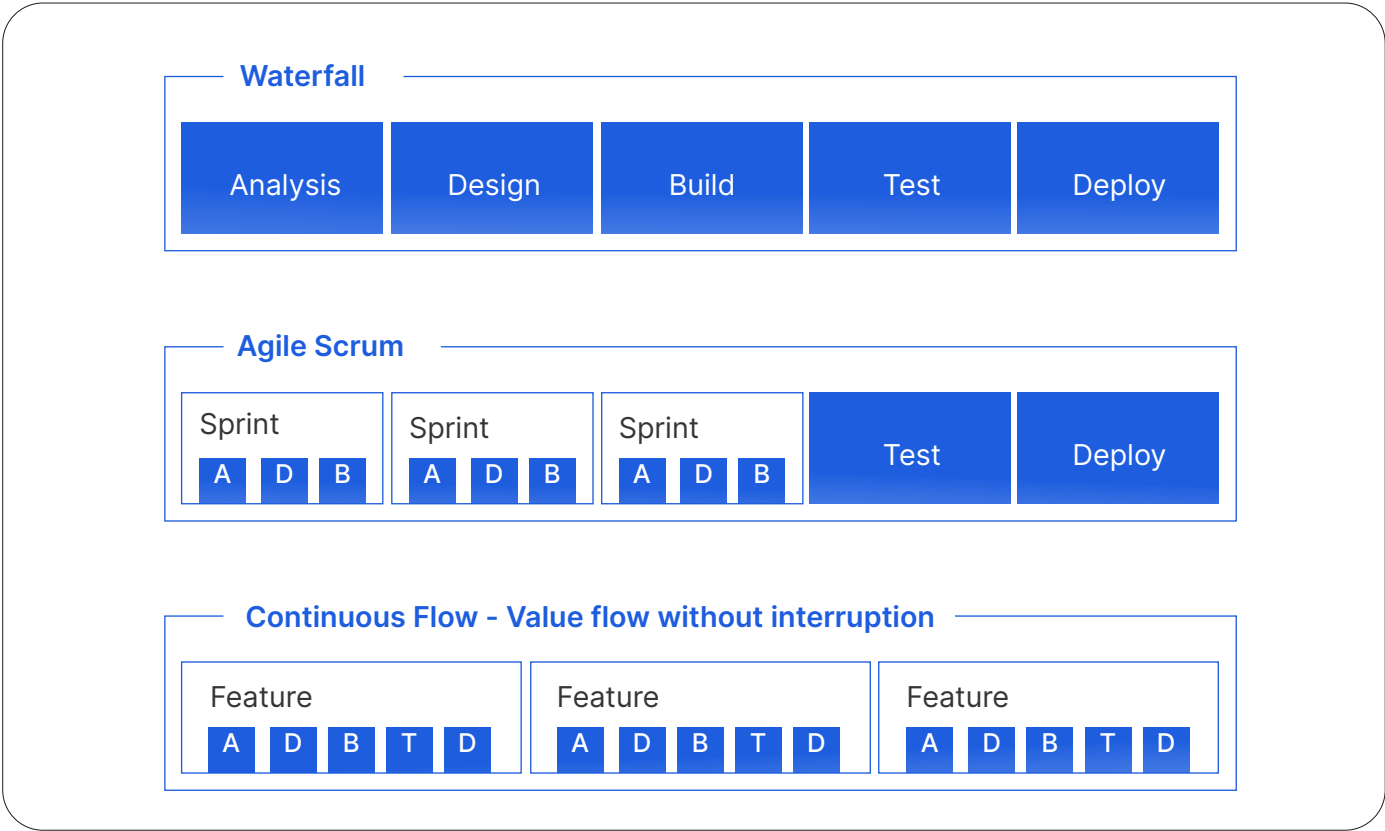 Waterfall
Analysis Design Build Test Deploy
Agile Scrum
Sprint Sprint Sprint
A D B A D B A D B Test Deploy
Continuous Flow - Value flow without interruption
Feature Feature Feature
A D B T D A D B T D A D B T D